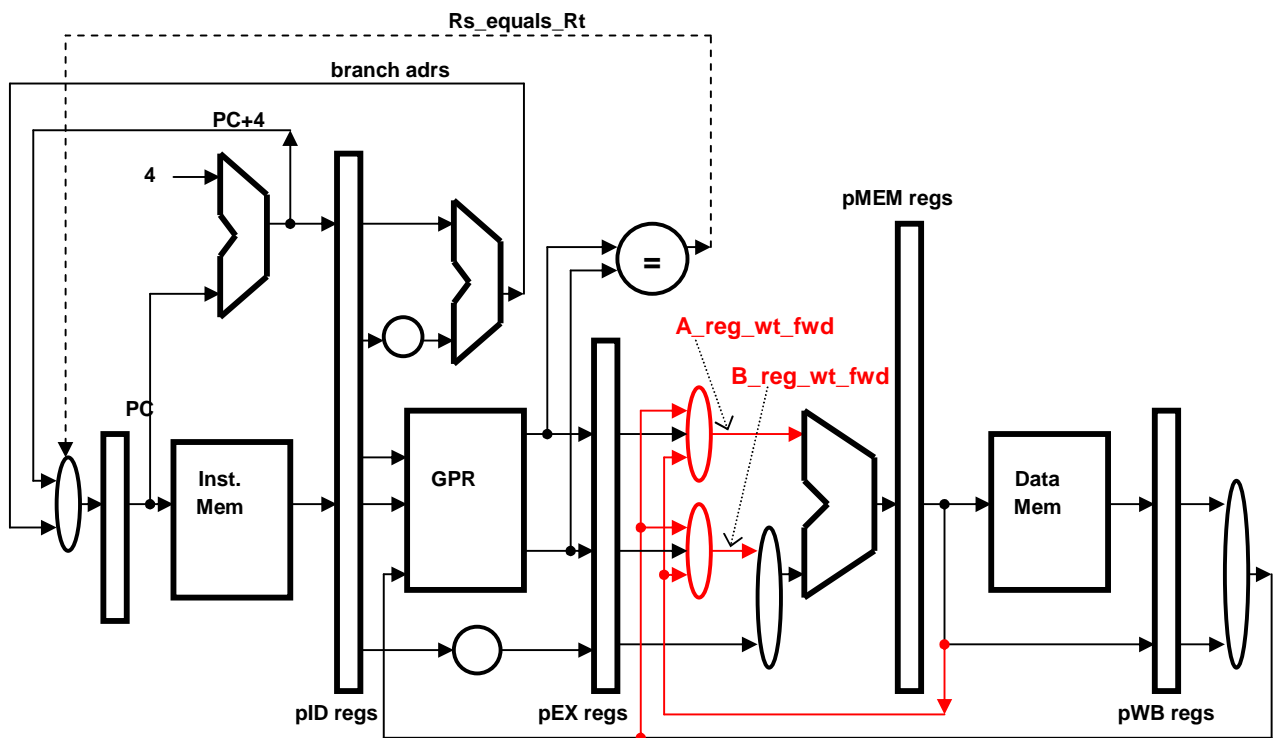 Rs_equals_Rt
branch adrs
PC+4
4
pMEM regs
=
A_reg_wt_fwd
B_reg_wt_fwd
PC
Inst.
Mem
GPR
Data
Mem
pID regs
pEX regs
pWB regs